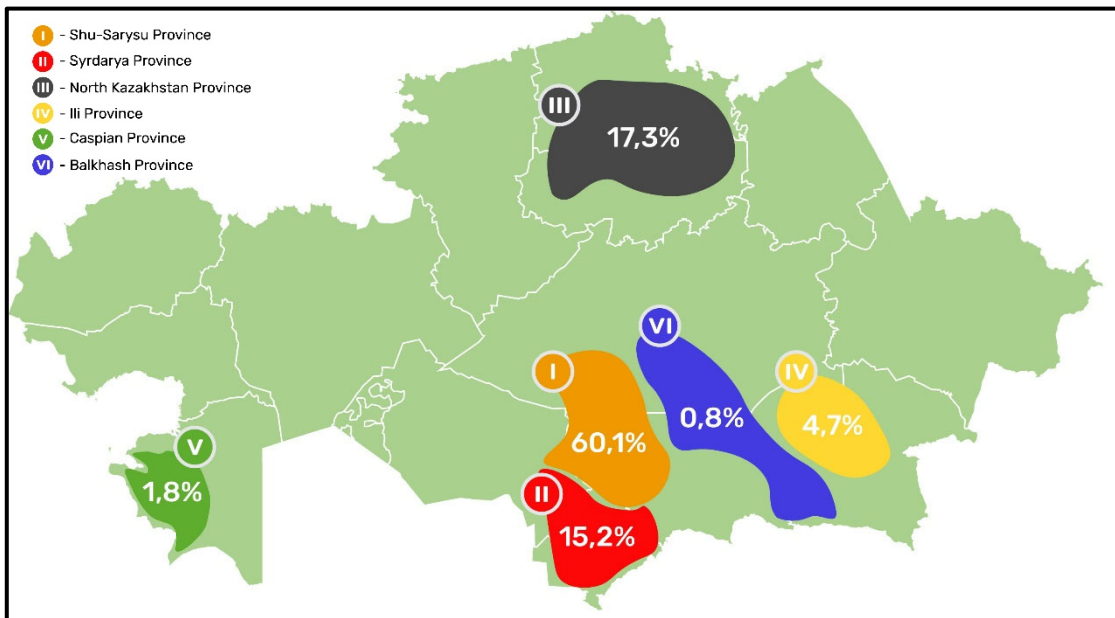 I - Shu-Sarysu Province
II - Syrdarya Province
III - North Kazakhstan Province
IV - Ili Province
V - Caspian Province
VI - Balkhash Province
III
17,3%
VI
I
IV
0,8%
4,7%
60,1%
V
1,8%
II
15,2%